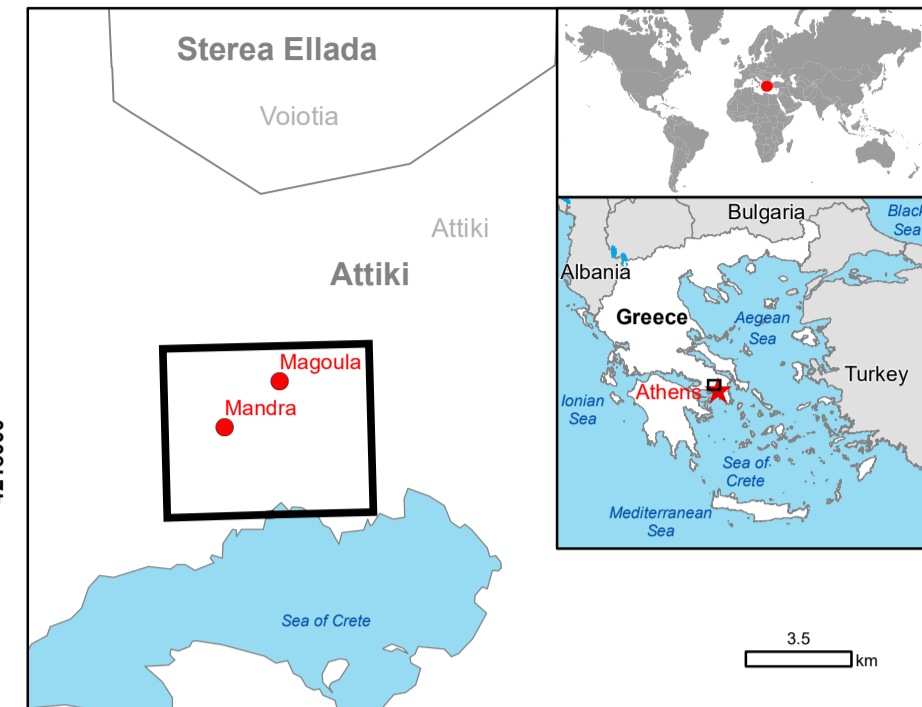 Sterea Ellada
Voiotia
Attiki
Attiki
Magoula
Mandra
Sea of Crete
Bulgaria
Black
Sea
Albania
Greece
Aegean
Sea
Turkey
Athens
Ionian
Sea
Sea of
Crete
Mediterranean
Sea
3.5
km